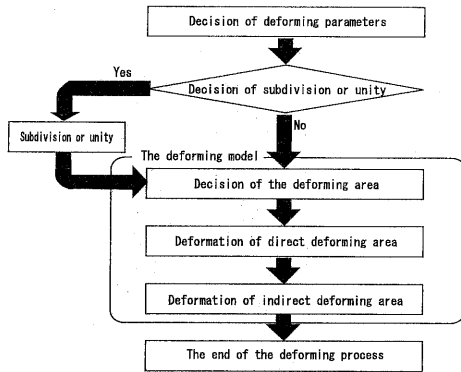 Decision of deforming parameters
Yes
Decision of subdivision or unity
Subdivision or unity
No
The deforming model
Decision of the deforming area
Deformation of direct deforming area
Deformation of indirect deforming area
The end of the deforming process